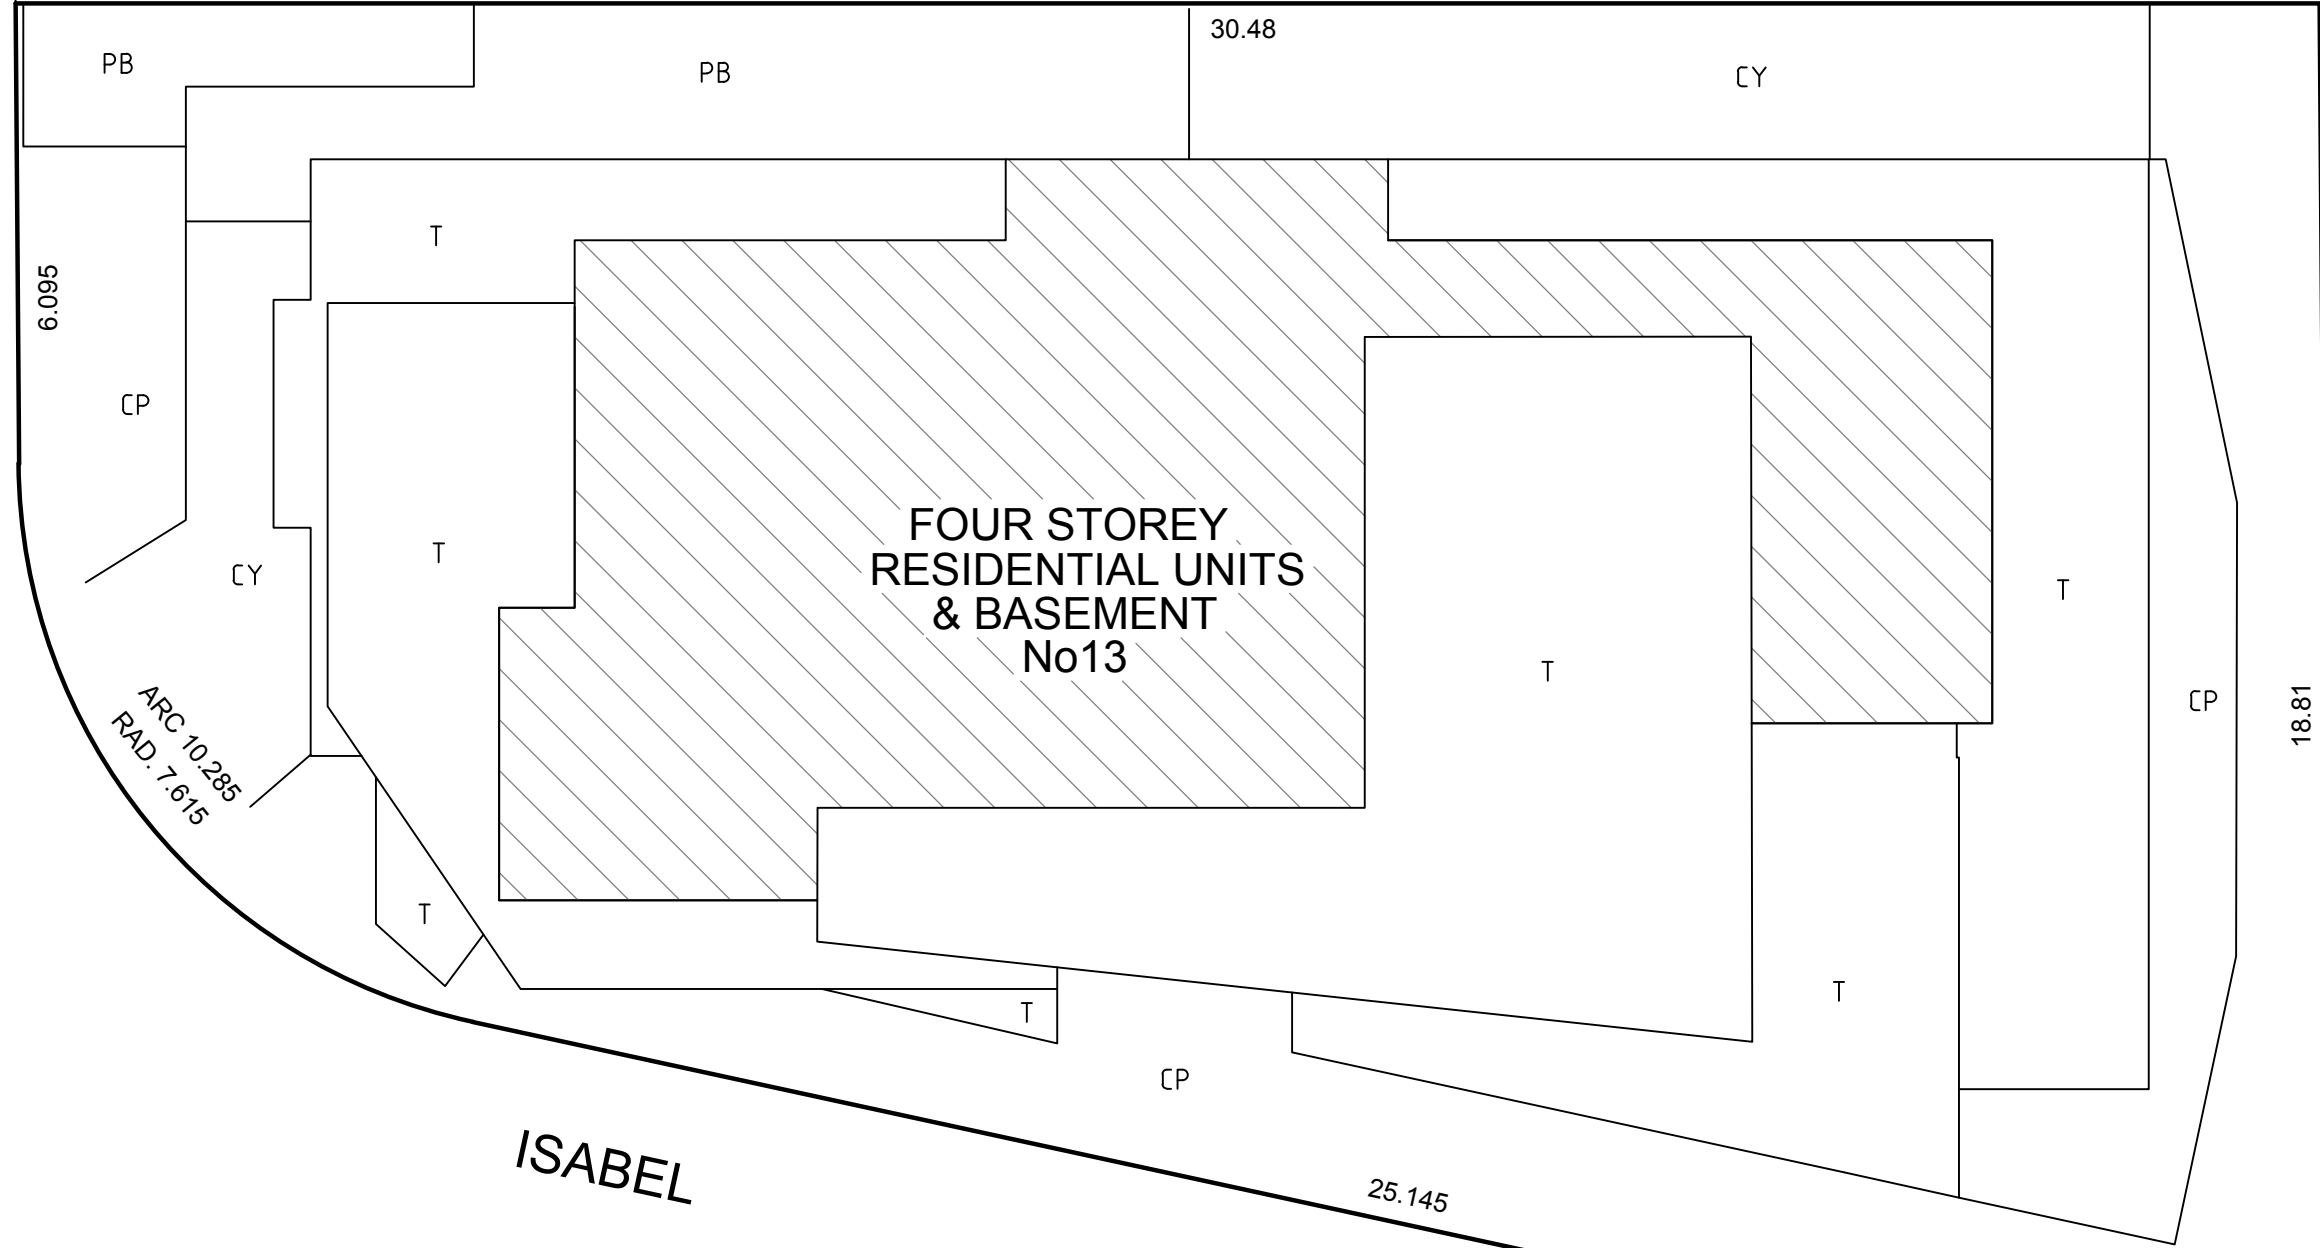 30.48
PB
PB
CY
T
6.095
CP
FOUR STOREY
RESIDENTIAL UNITS
& BASEMENT
No13
T
CY
T
T
CP
18.81
ARC 10.285
RAD. 7.615
T
T
T
CP
ISABEL
25.145